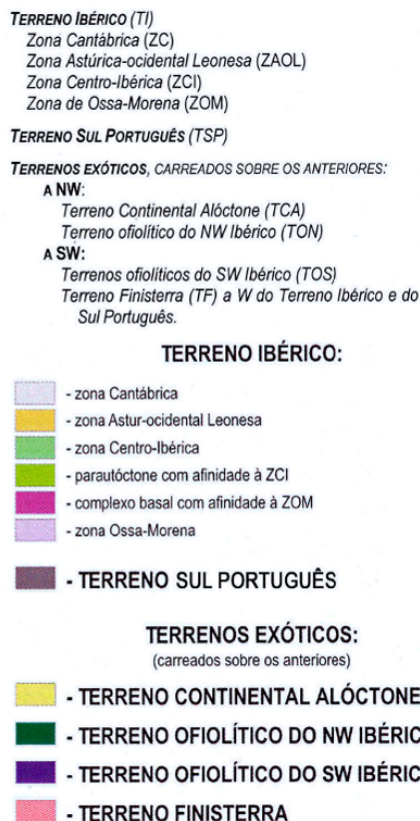 TERRENO IBÉRICO (TI)
Zona Cantábrica (ZC)
Zona Astúrica-ocidental Leonesa (ZAOL)
Zona Centro-Ibérica (ZCI)
Zona de Ossa-Morena (ZOM)
TERRENO SUL PORTUGUÊS (TSP)
TERRENOS EXÓTICOS, CARREADOS SOBRE OS ANTERIORES:
A NW:
Terreno Continental Alóctone (TCA)
Terreno ofiolítico do NW Ibérico (TON)
A SW:
Terrenos ofiolíticos do SW Ibérico (TOS)
Terreno Finisterra (TF) a W do Terreno Ibérico e do
Sul Português.
TERRENO IBÉRICO:
- zona Cantábrica
- zona Astur-ocidental Leonesa
- zona Centro-Ibérica
- parautóctone com afinidade à ZCI
- complexo basal com afinidade à ZOM
- zona Ossa-Morena
- TERRENO SUL PORTUGUÊS
TERRENOS EXÓTICOS:
(carreados sobre os anteriores)
- TERRENO CONTINENTAL ALÓCTONE
- TERRENO OFIOLÍTICO DO NW IBÉRIC
- TERRENO OFIOLÍTICO DO SW IBÉRIC
- TERRENO FINISTERRA